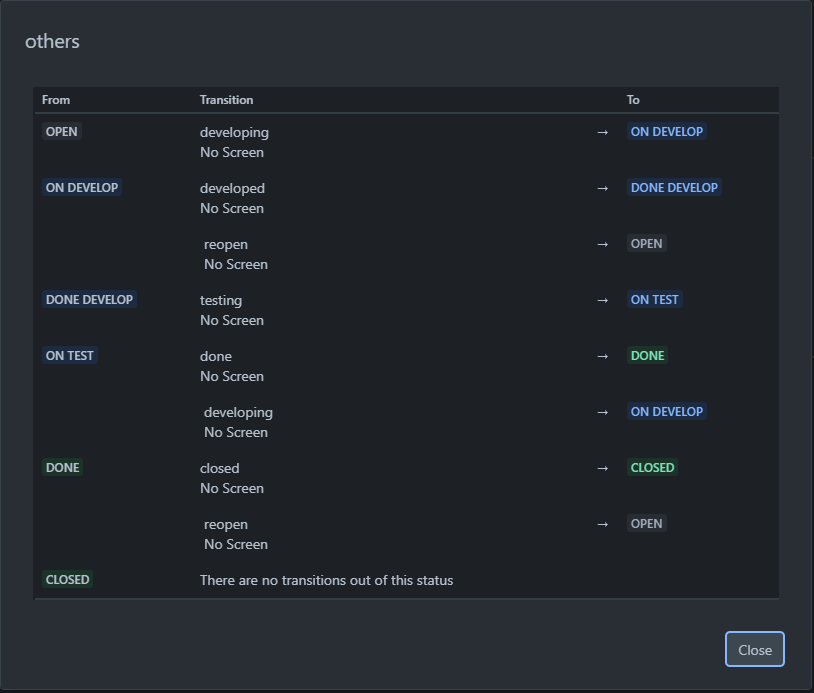 others
From Transition To
OPEN developing → ON DEVELOP
No Screen
ON DEVELOP developed → DONE DEVELOP
No Screen
reopen → OPEN
No Screen
DONE DEVELOP testing → ON TEST
No Screen
ON TEST done → DONE
No Screen
developing → ON DEVELOP
No Screen
DONE closed → CLOSED
No Screen
reopen → OPEN
No Screen
CLOSED There are no transitions out of this status
Close